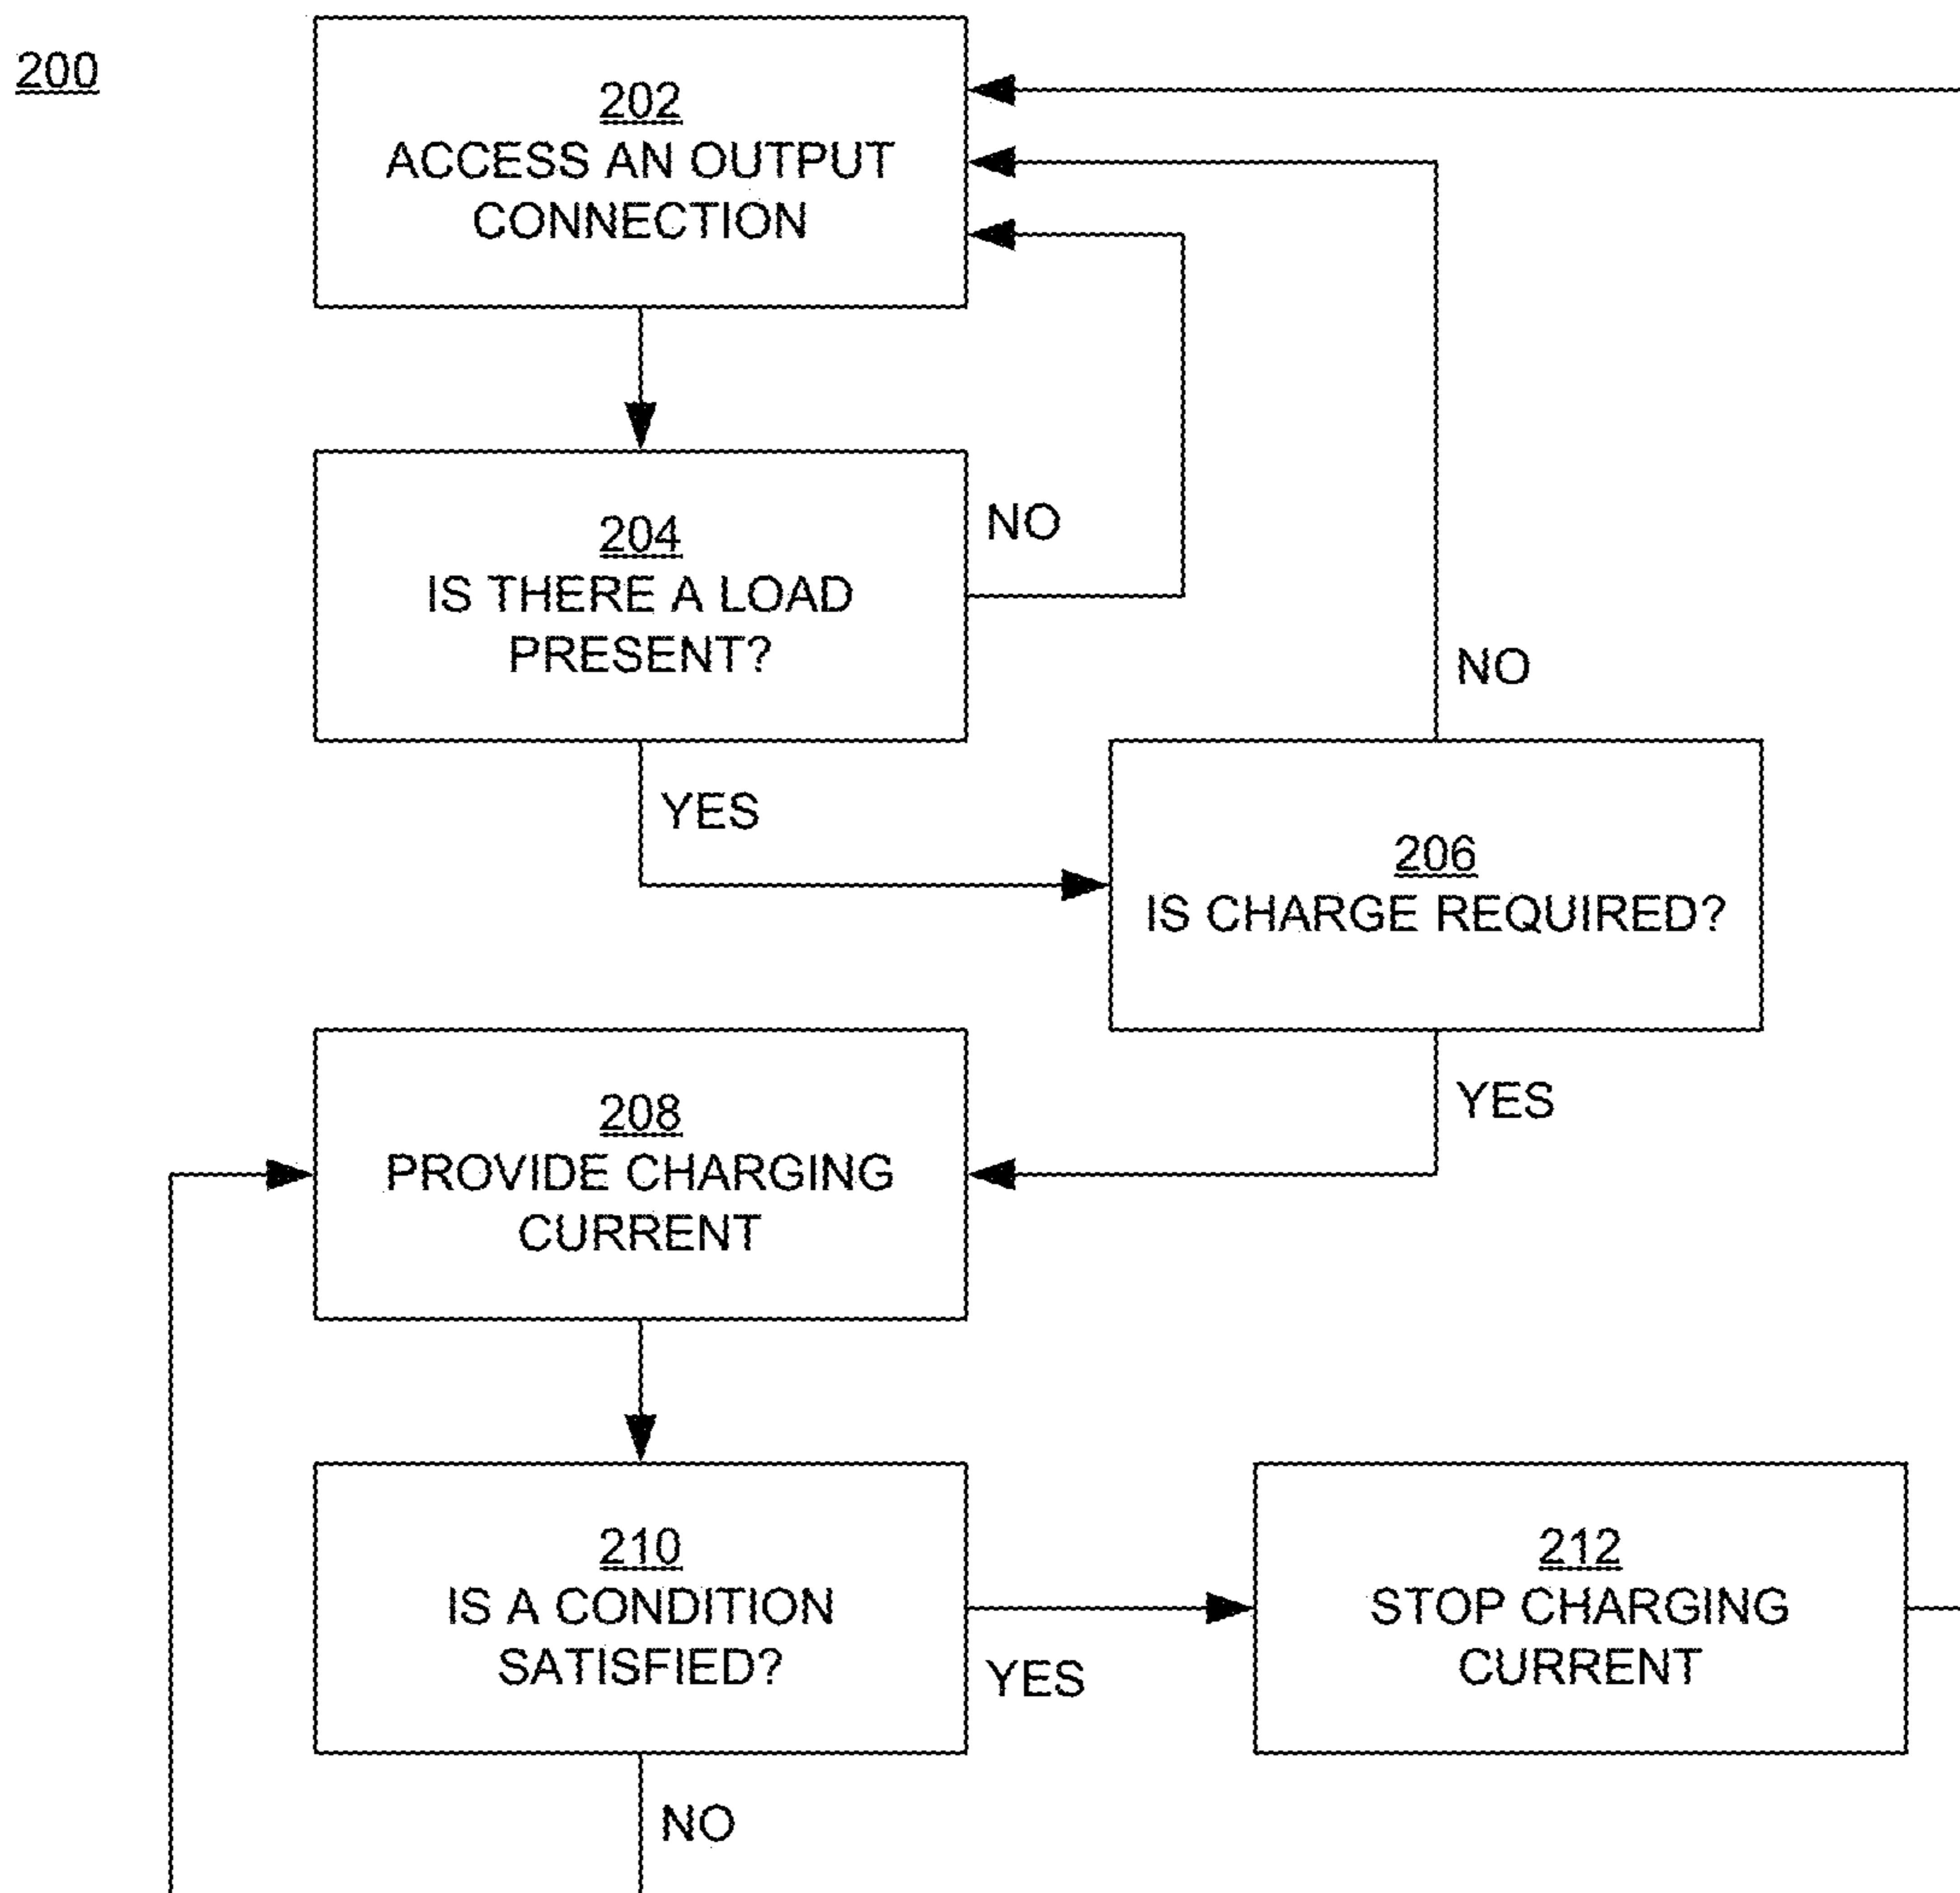 200
202
ACCESS AN OUTPUT
CONNECTION
204
IS THERE A LOAD
PRESENT?
NO
NO
YES
206
IS CHARGE REQUIRED?
208
PROVIDE CHARGING
CURRENT
YES
210
IS A CONDITION
SATISFIED?
YES
212
STOP CHARGING
CURRENT
NO